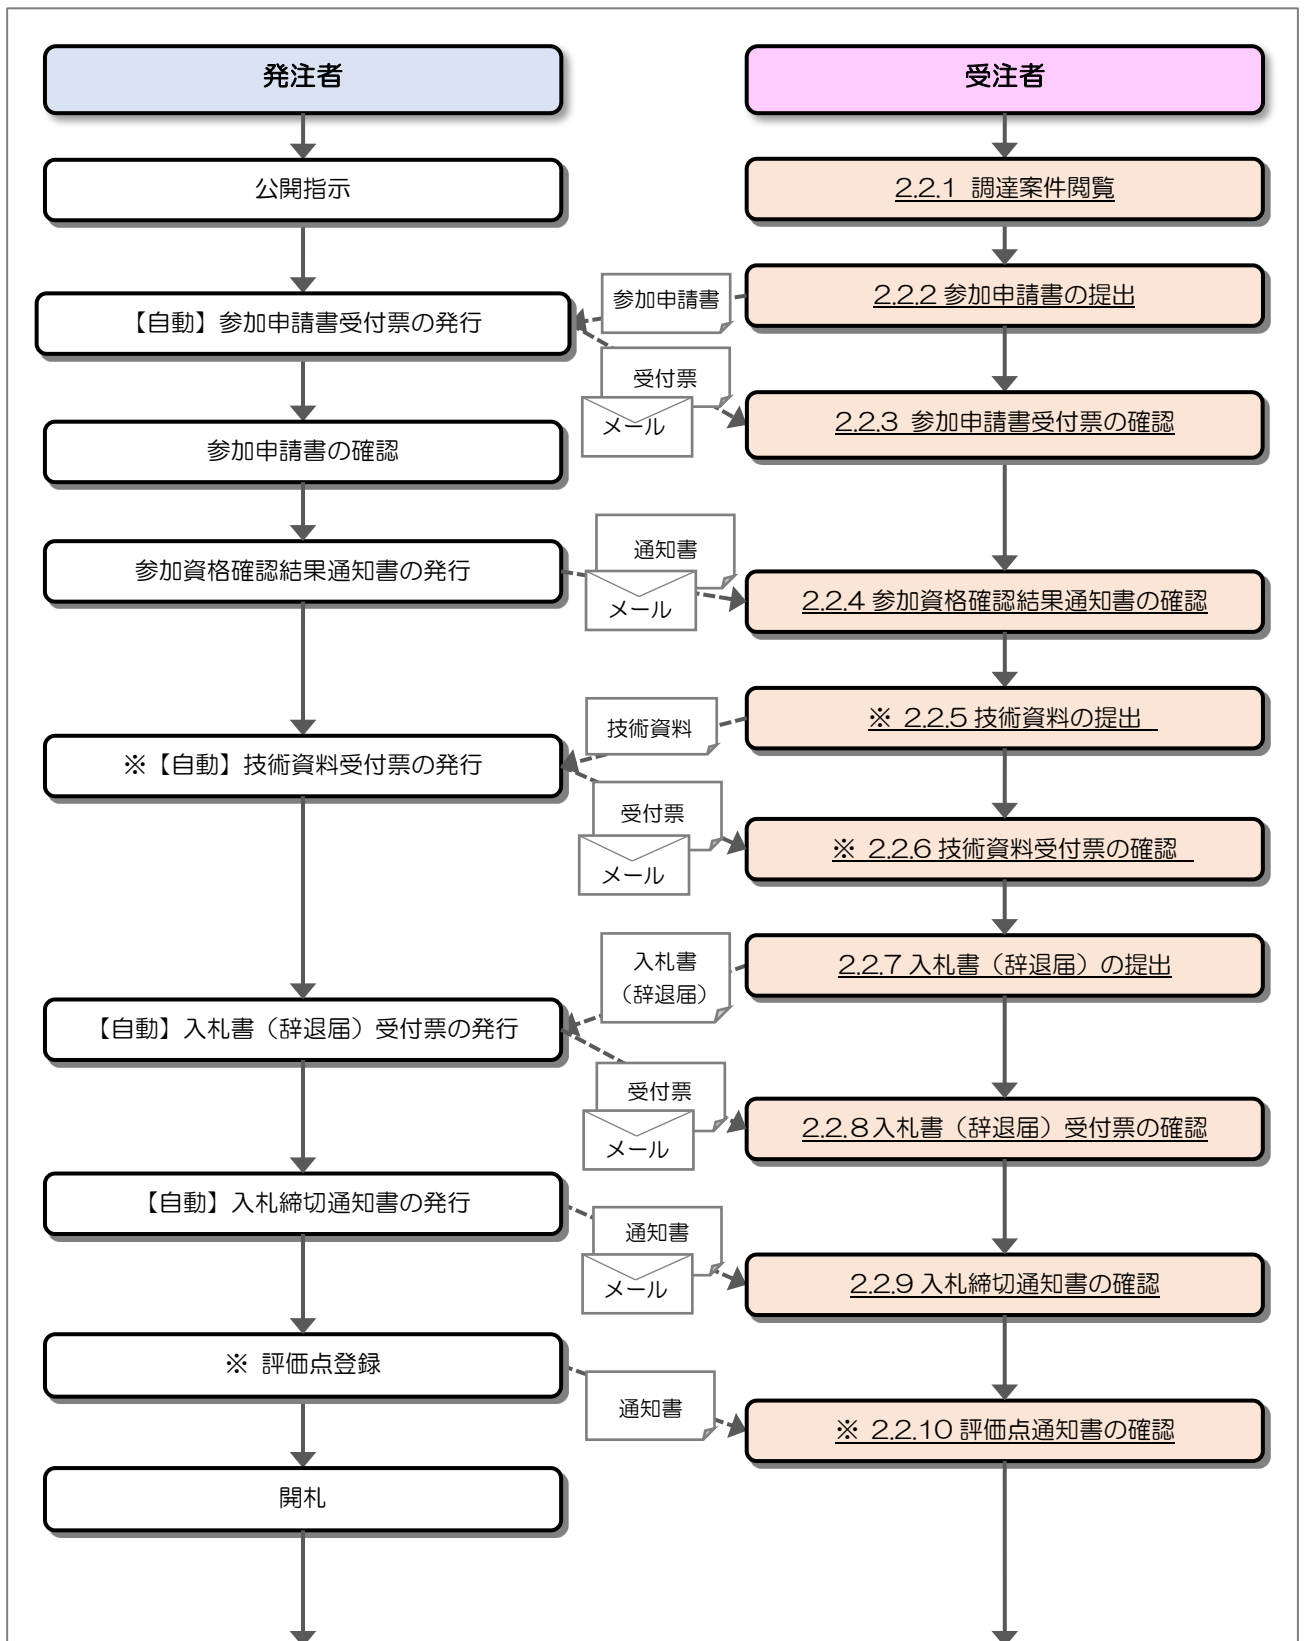 発注者
受注者
公開指示
2.2.1 調達案件閲覧
参加申請書
2.2.2 参加申請書の提出
【自動】参加申請書受付票の発行
受付票
メール
2.2.3 参加申請書受付票の確認
参加申請書の確認
通知書
メール
参加資格確認結果通知書の発行
2.2.4 参加資格確認結果通知書の確認
技術資料
※ 2.2.5 技術資料の提出
※【自動】技術資料受付票の発行
受付票
メール
※ 2.2.6 技術資料受付票の確認
入札書
（辞退届）
2.2.7 入札書（辞退届）の提出
【自動】入札書（辞退届）受付票の発行
受付票
メール
2.2.8 入札書（辞退届）受付票の確認
【自動】入札締切通知書の発行
通知書
メール
2.2.9 入札締切通知書の確認
※ 評価点登録
通知書
※ 2.2.10 評価点通知書の確認
開札